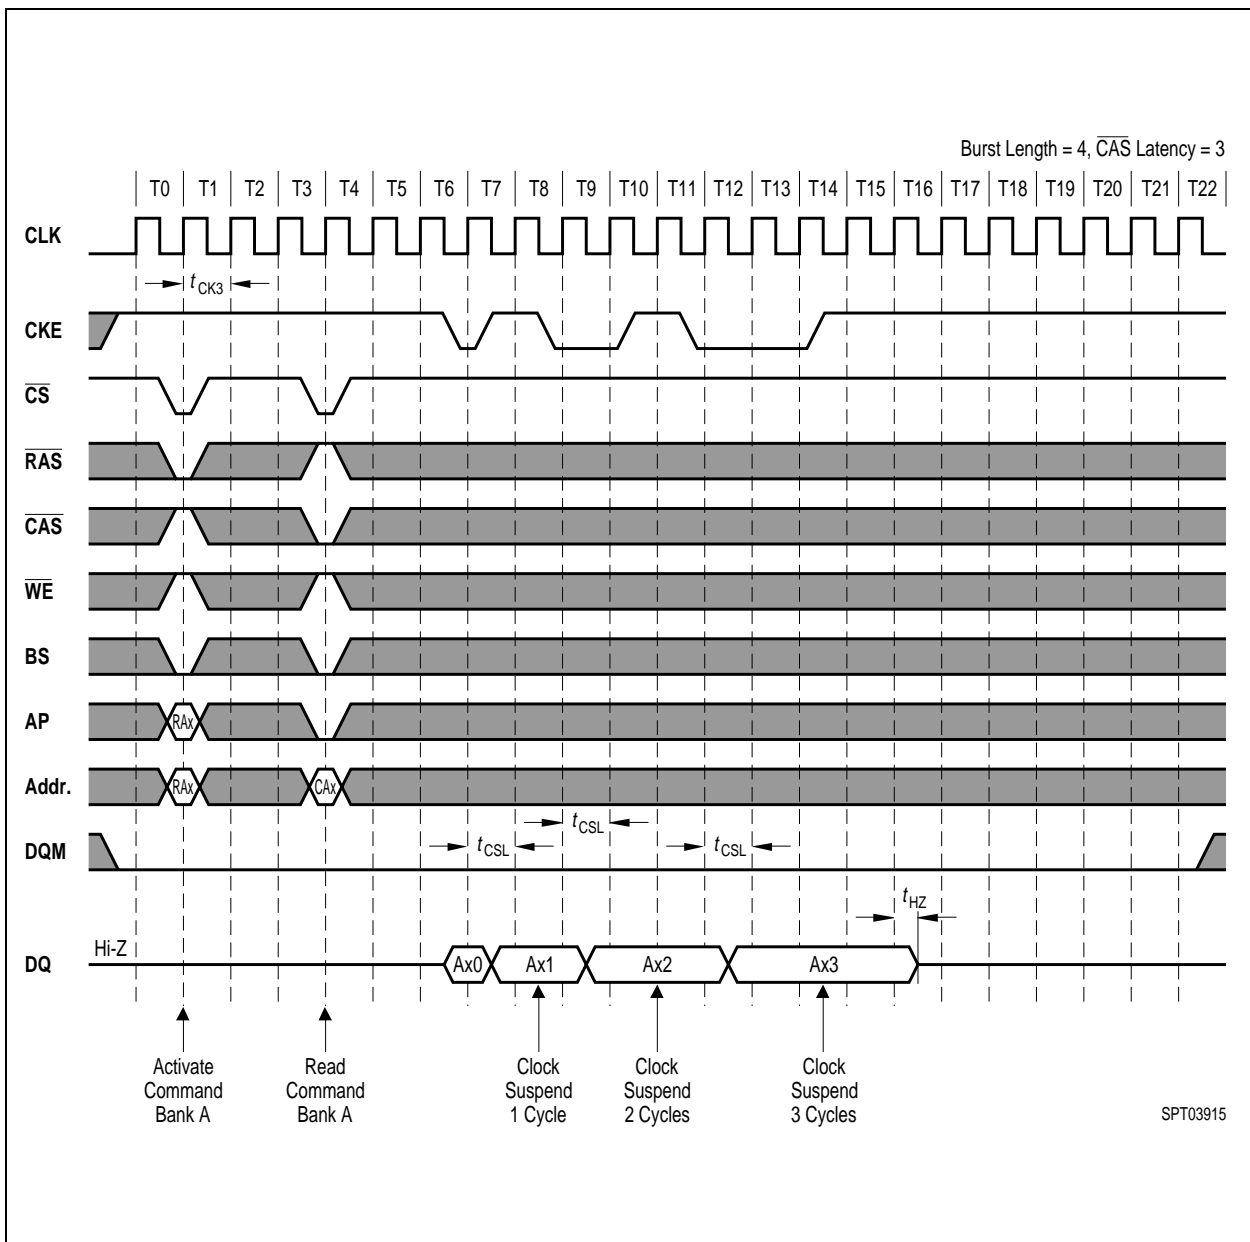 Burst Length = 4, CAS Latency = 3
T0 T1 T2 T3 T4 T5 T6 T7 T8 T9 T10 T11 T12 T13 T14 T15 T16 T17 T18 T19 T20 T21 T22
CLK
tCK3
CKE
CS
RAS
CAS
WE
BS
AP RAx
Addr. RAx CAx
tCSL
DQM tCSL tCSL
tHZ
Hi-Z
DQ Ax0 Ax1 Ax2 Ax3
Activate Read Clock Clock Clock
Command Command Suspend Suspend Suspend
Bank A Bank A 1 Cycle 2 Cycles 3 Cycles
SPT03915